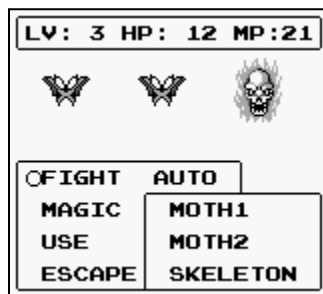 LV: 3 HP: 12 MP:21
FIGHT AUTO
MAGIC MOTH1
USE MOTH2
ESCAPE SKELETON